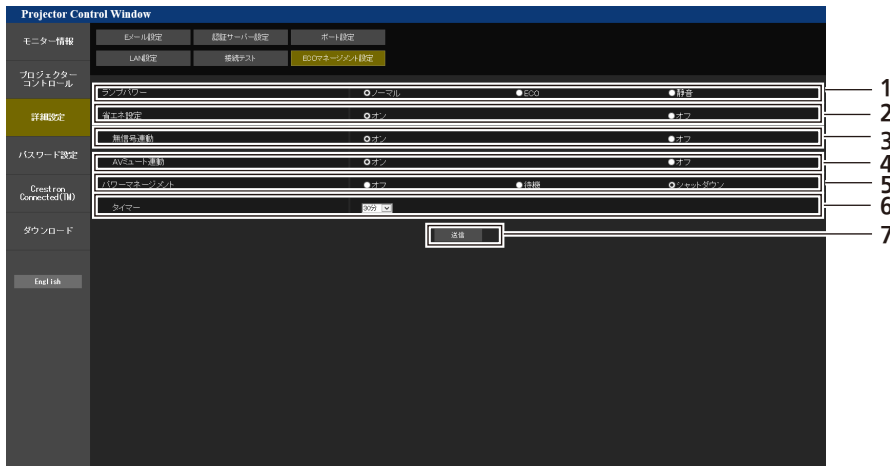 Projector Control Window
モニター情報
プロジェクター
コントロール
詳細設定
パスワード設定
Crestron
Connected(TM)
ダウンロード
English
Eメール設定 認証サーバー設定 ポート設定
LAN設定 接続テスト ECOマネージメント設定
ランプパワー ノーマル ECO 静音 1
省エネ設定 オン オフ 2
無信号連動 オン オフ 3
AVミュート連動 オン オフ 4
パワーマネージメント オフ 待機 シャットダウン 5
タイマー 30分 6
送信 7